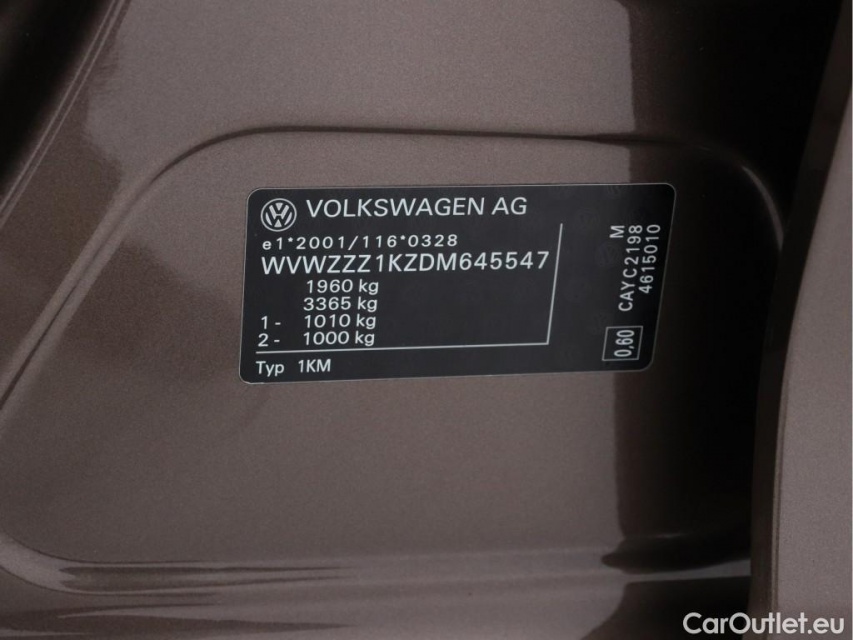 VOLKSWAGEN AG
e1*2001/116*0328
WVWZZZ1KZDM645547
1960 kg
3365 kg
1 - 1010 kg
2 - 1000 kg
Typ 1KM
M
CAYC2198
4615010
0,60
CarOutlet.eu